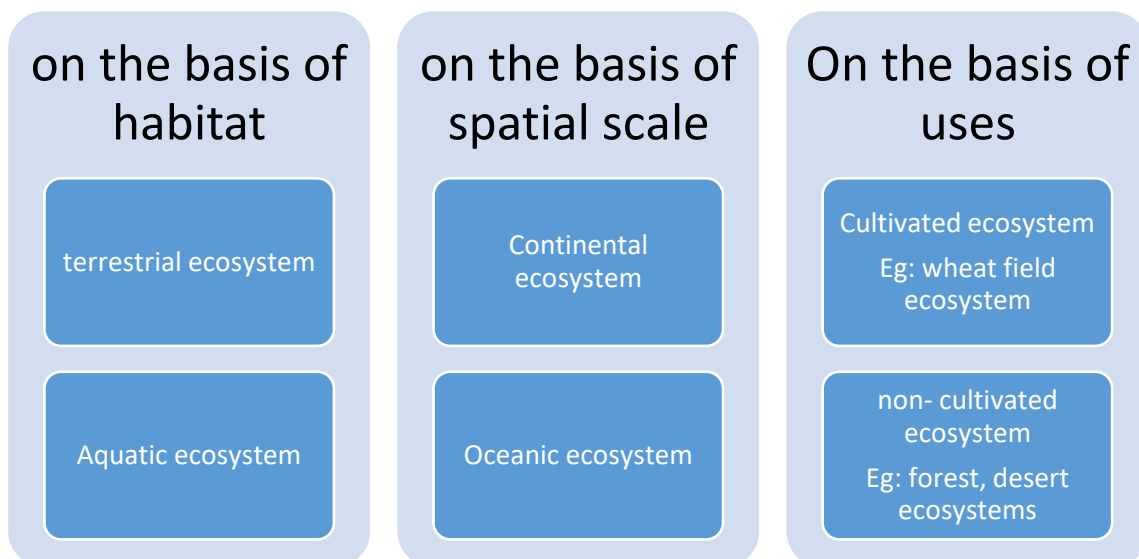 on the basis of
habitat
terrestrial ecosystem
Aquatic ecosystem
on the basis of
spatial scale
Continental
ecosystem
Oceanic ecosystem
On the basis of
uses
Cultivated ecosystem
Eg: wheat field
ecosystem
non- cultivated
ecosystem
Eg: forest, desert
ecosystems